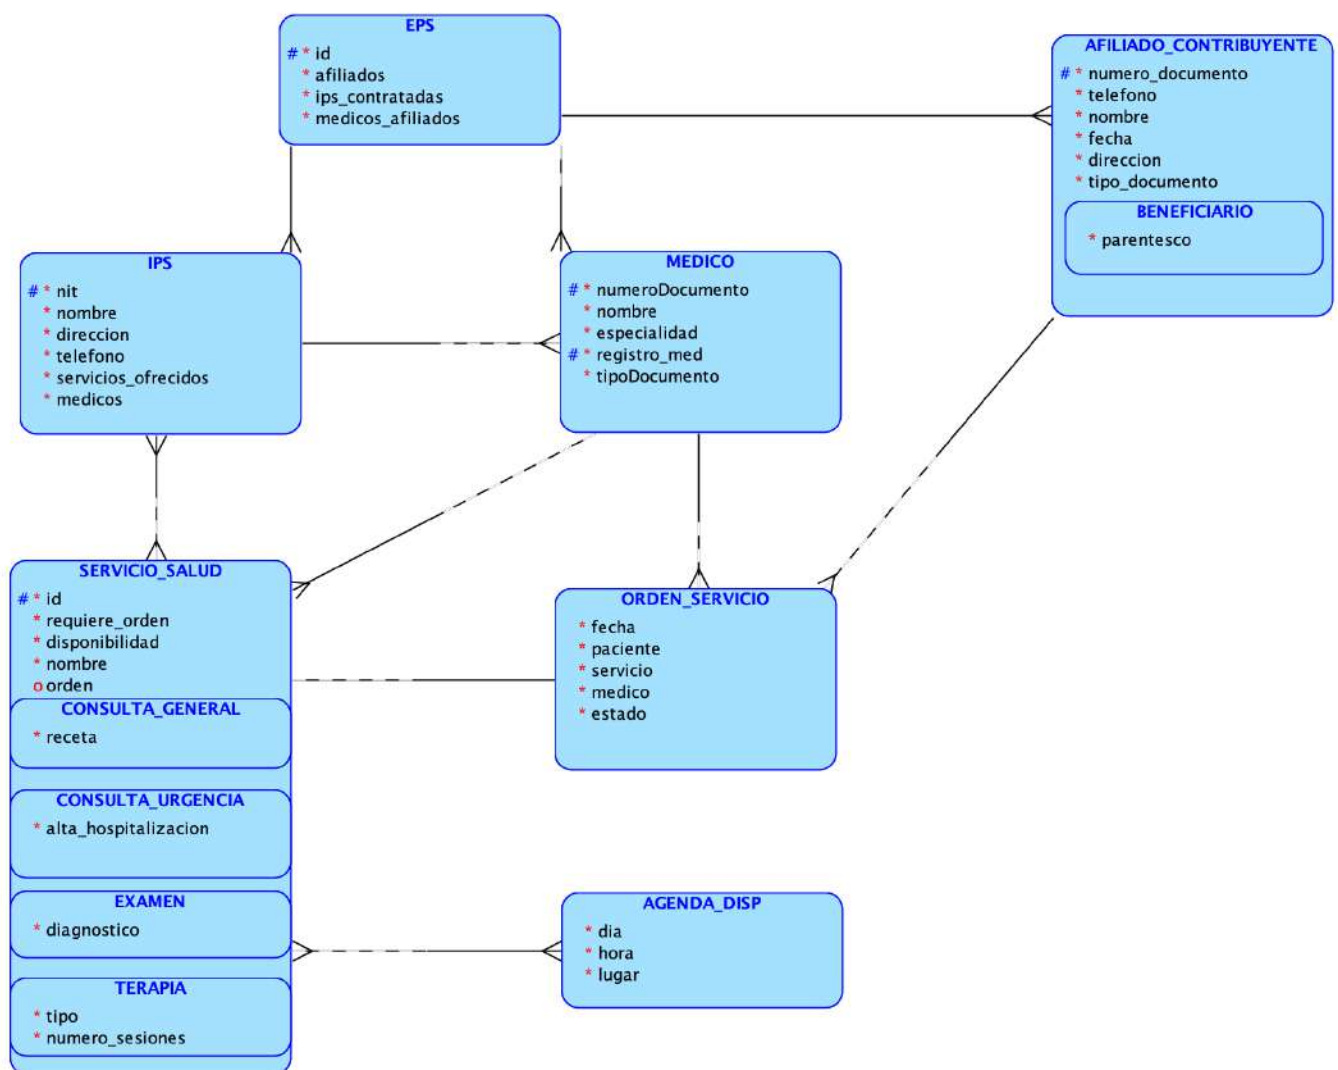 EPS
# * id
* afiliados
* ips_contratadas
* medicos_afiliados
AFILIADO_CONTRIBUYENTE
# * numero_documento
* telefono
* nombre
* fecha
* direccion
* tipo_documento
BENEFICIARIO
* parentesco
IPS
# * nit
* nombre
* direccion
* telefono
* servicios_ofrecidos
* medicos
MEDICO
# * numeroDocumento
* nombre
* especialidad
# * registro_med
* tipoDocumento
SERVICIO_SALUD
# * id
* requiere_orden
* disponibilidad
* nombre
o orden
CONSULTA_GENERAL
* receta
CONSULTA_URGENCIA
* alta_hospitalizacion
EXAMEN
* diagnostico
TERAPIA
* tipo
* numero_sesiones
ORDEN_SERVICIO
* fecha
* paciente
* servicio
* medico
* estado
AGENDA_DISP
* dia
* hora
* lugar